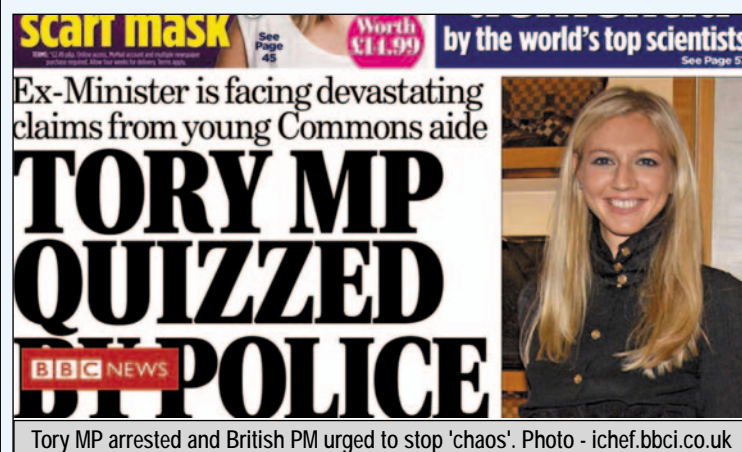 scarf mask
See
Page
45
Worth
£14.99
by the world's top scientists
See Page 5
Ex-Minister is facing devastating
claims from young Commons aide
TORY MP
QUIZZED
BY POLICE
BBC NEWS
Tory MP arrested and British PM urged to stop 'chaos'. Photo - ichef.bbci.co.uk